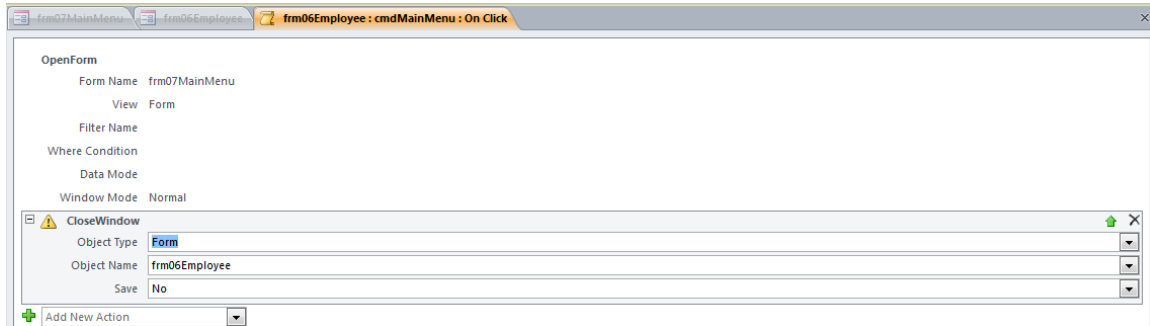 frm07MainMenu frm06Employee frm06Employee : cmdMainMenu : On Click
OpenForm
Form Name frm07MainMenu
View Form
Filter Name
Where Condition
Data Mode
Window Mode Normal
CloseWindow
Object Type Form
Object Name frm06Employee
Save No
Add New Action